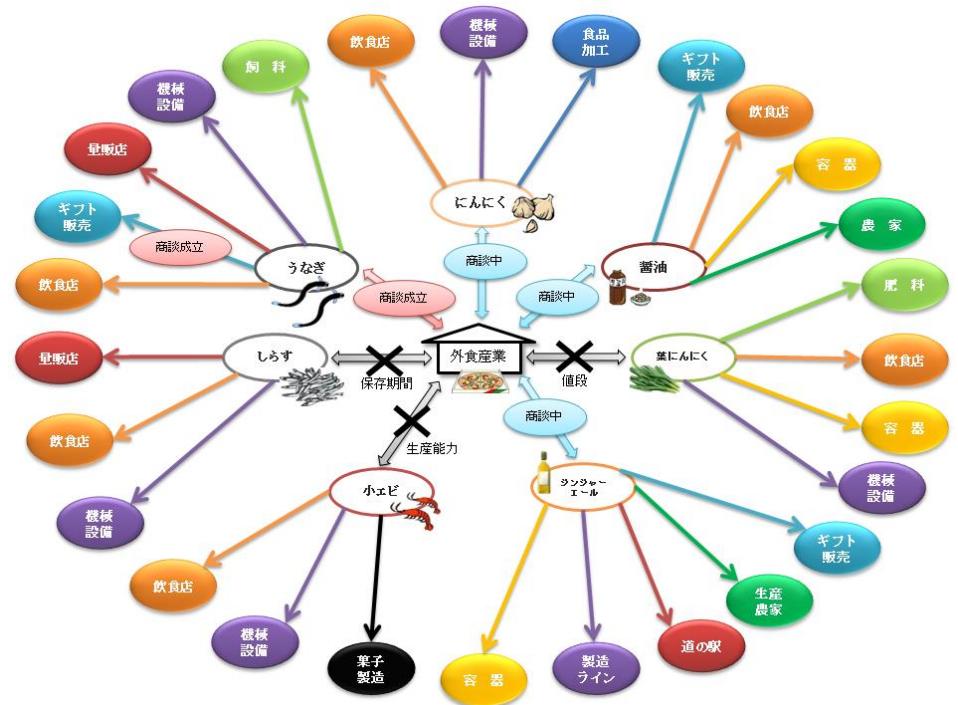 機械
設備
食品
加工
飲食店
ギフト
販売
飼 料
機械
設備
飲食店
量販店
容 器
にんにく
ギフト
販売
農 家
商談成立
うなぎ
商談中
醤油
飲食店
商談成立
商談中
肥 料
量販店
しらす
外食産業
葉にんにく
飲食店
保存期間
値段
飲食店
商談中
容 器
生産能力
機械
設備
小エビ
ジンジャー
エール
機械
設備
ギフト
販売
飲食店
生産
農家
機械
設備
道の駅
菓子
製造
容 器
製造
ライン